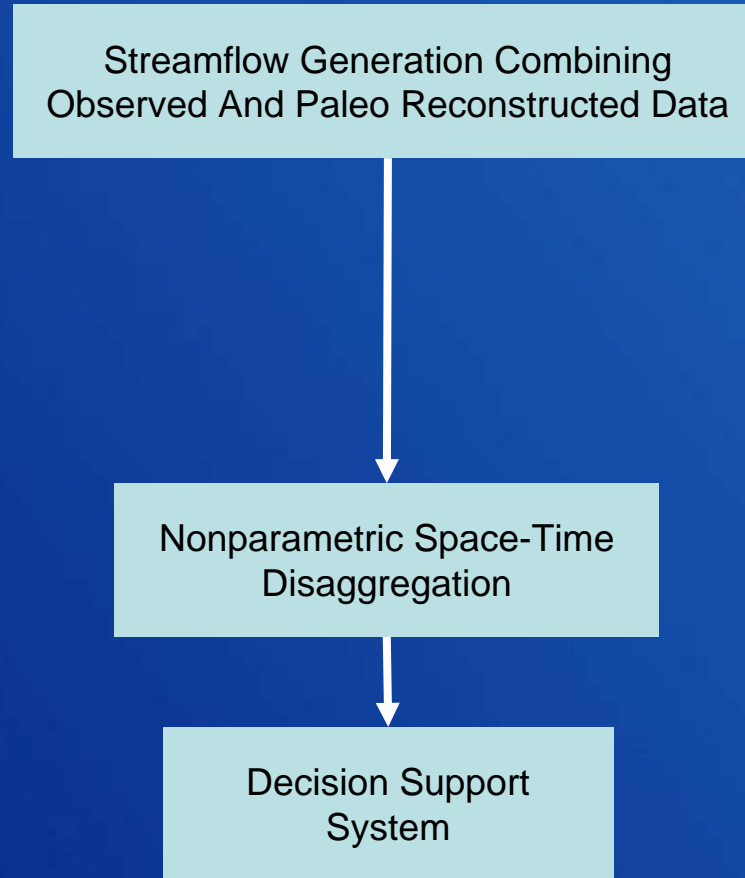 Streamflow Generation Combining
Observed And Paleo Reconstructed Data
Nonparametric Space-Time
Disaggregation
Decision Support
System